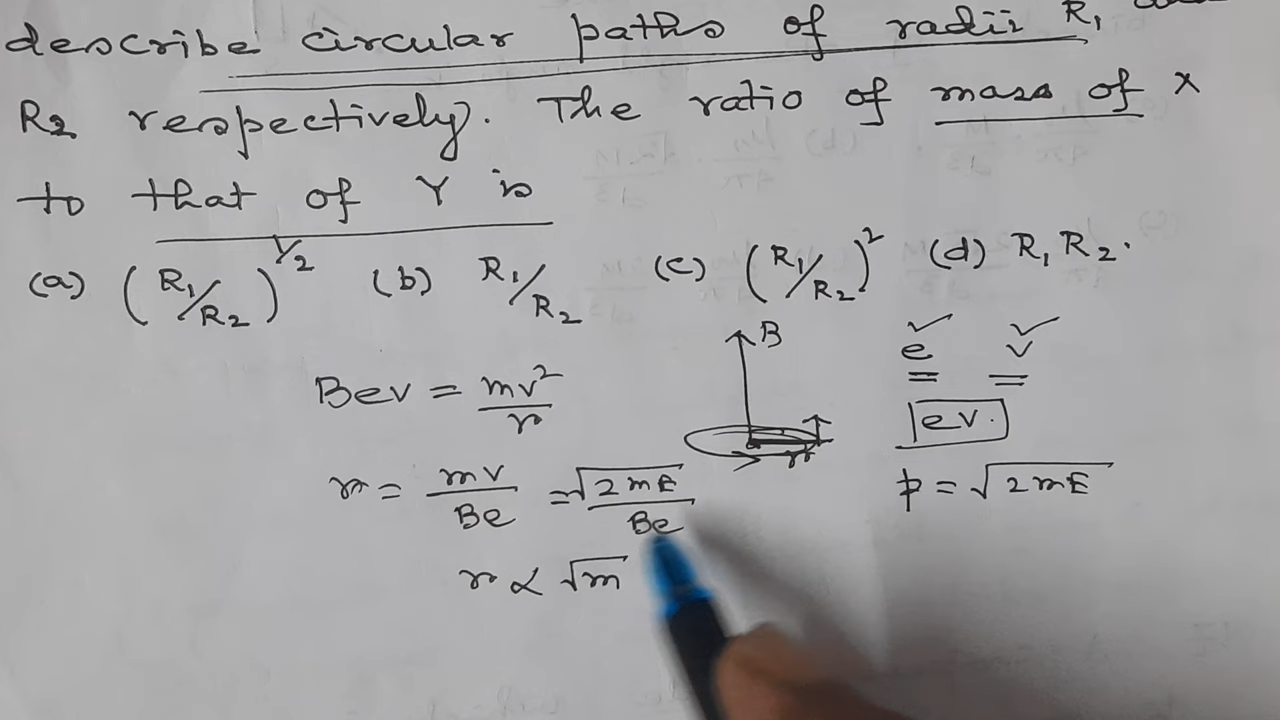 describe circular paths of radii R₁
R₂ respectively. The ratio of mass of X
to that of Y is
(a) (R₁/R₂)^1/2 (b) R₁/R₂ (c) (R₁/R₂)² (d) R₁R₂.
B
e v
Bev = mv²/r
ev.
r
r = mv/Be = √2mE/Be
p = √2mE
r ∝ √m